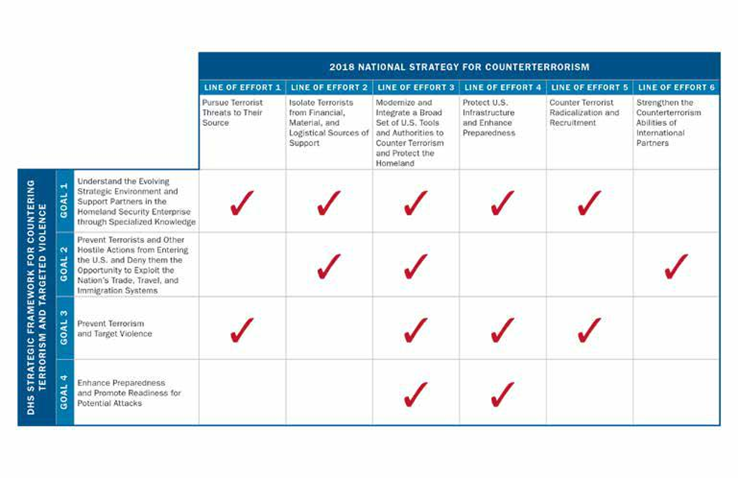 2018 NATIONAL STRATEGY FOR COUNTERTERRORISM
LINE OF EFFORT 1
LINE OF EFFORT 2
LINE OF EFFORT 3
LINE OF EFFORT 4
LINE OF EFFORT 5
LINE OF EFFORT 6
Pursue Terrorist
Threats to Their
Source
Isolate Terrorists
from Financial,
Material, and
Logistical Sources of
Support
Modernize and
Integrate a Broad
Set of U.S. Tools
and Authorities to
Counter Terrorism
and Protect the
Homeland
Protect U.S.
Infrastructure
and Enhance
Preparedness
Counter Terrorist
Radicalization and
Recruitment
Strengthen the
Counterterrorism
Abilities of
International
Partners
DHS STRATEGIC FRAMEWORK FOR COUNTERING
TERRORISM AND TARGETED VIOLENCE
GOAL 1
Understand the Evolving
Strategic Environment and
Support Partners in the
Homeland Security Enterprise
through Specialized Knowledge
GOAL 2
Prevent Terrorists and Other
Hostile Actions from Entering
the U.S. and Deny them the
Opportunity to Exploit the
Nation's Trade, Travel, and
Immigration Systems
GOAL 3
Prevent Terrorism
and Target Violence
GOAL 4
Enhance Preparedness
and Promote Readiness for
Potential Attacks